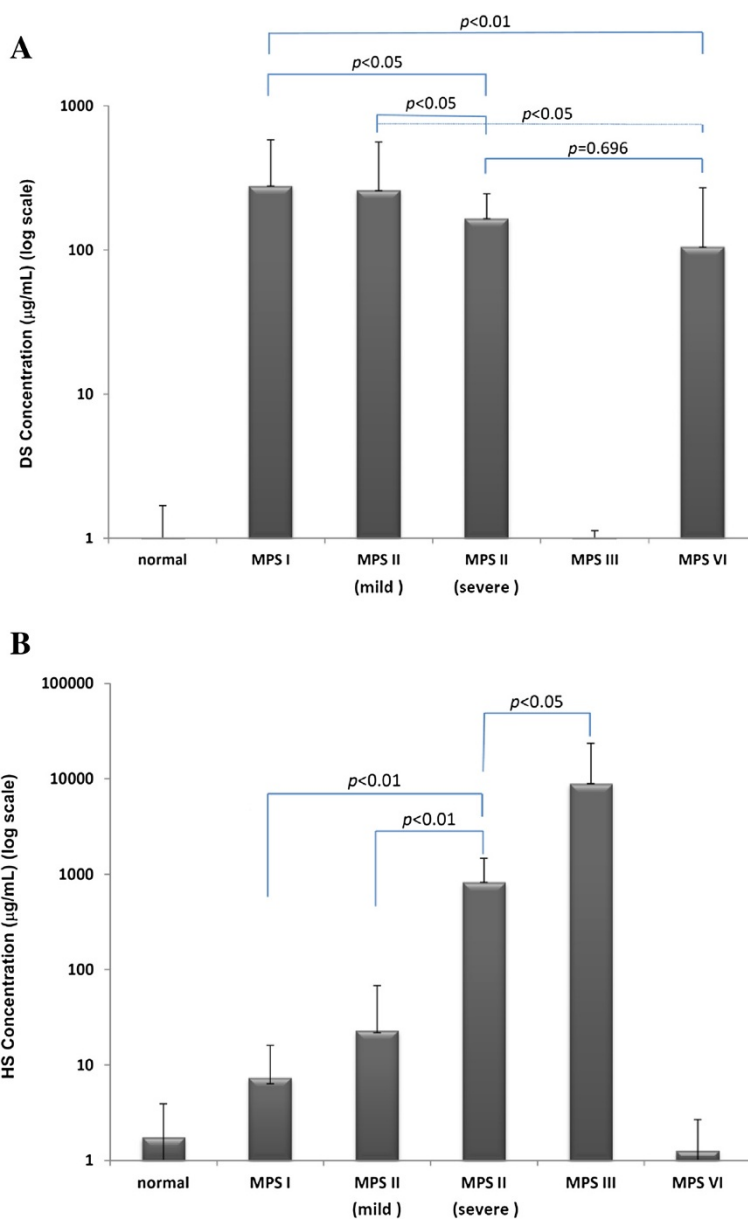 A
p<0.01
p<0.05
p<0.05
p<0.05
p=0.696
DS Concentration (µg/mL) (log scale)
1000
100
10
1
normal MPS I MPS II MPS II MPS III MPS VI
(mild ) (severe )
B
p<0.05
p<0.01
p<0.01
HS Concentration (µg/mL) (log scale)
100000
10000
1000
100
10
1
normal MPS I MPS II MPS II MPS III MPS VI
(mild ) (severe )